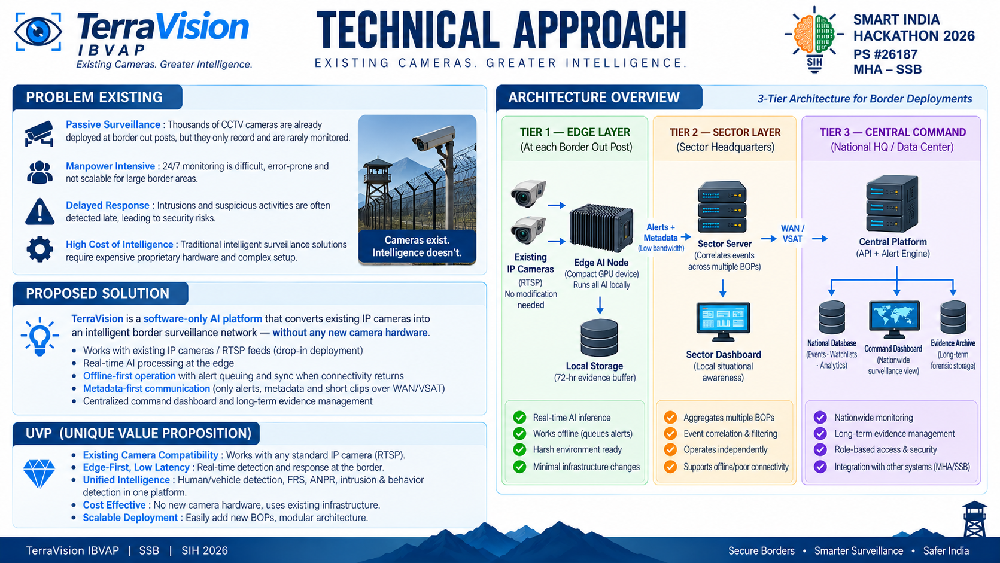 TerraVision
IBVAP
Existing Cameras. Greater Intelligence.
TECHNICAL APPROACH
EXISTING CAMERAS. GREATER INTELLIGENCE.
SIH
SMART INDIA
HACKATHON 2026
PS #26187
MHA – SSB
PROBLEM EXISTING
Passive Surveillance : Thousands of CCTV cameras are already
deployed at border out posts, but they only record and are rarely monitored.
Manpower Intensive : 24/7 monitoring is difficult, error-prone and
not scalable for large border areas.
Delayed Response : Intrusions and suspicious activities are often
detected late, leading to security risks.
High Cost of Intelligence : Traditional intelligent surveillance solutions
require expensive proprietary hardware and complex setup.
Cameras exist.
Intelligence doesn't.
PROPOSED SOLUTION
TerraVision is a software-only AI platform that converts existing IP cameras into
an intelligent border surveillance network — without any new camera hardware.
• Works with existing IP cameras / RTSP feeds (drop-in deployment)
• Real-time AI processing at the edge
• Offline-first operation with alert queuing and sync when connectivity returns
• Metadata-first communication (only alerts, metadata and short clips over WAN/VSAT)
• Centralized command dashboard and long-term evidence management
UVP (UNIQUE VALUE PROPOSITION)
• Existing Camera Compatibility : Works with any standard IP camera (RTSP).
• Edge-First, Low Latency : Real-time detection and response at the border.
• Unified Intelligence : Human/vehicle detection, FRS, ANPR, intrusion & behavior
detection in one platform.
• Cost Effective : No new camera hardware, uses existing infrastructure.
• Scalable Deployment : Easily add new BOPs, modular architecture.
ARCHITECTURE OVERVIEW
3-Tier Architecture for Border Deployments
TIER 1 — EDGE LAYER
(At each Border Out Post)
Existing
IP Cameras
(RTSP)
No modification
needed
Edge AI Node
(Compact GPU device)
Runs all AI locally
Local Storage
(72-hr evidence buffer)
Real-time AI inference
Works offline (queues alerts)
Harsh environment ready
Minimal infrastructure changes
Alerts +
Metadata
(Low bandwidth)
TIER 2 — SECTOR LAYER
(Sector Headquarters)
Sector Server
(Correlates events
across multiple BOPs)
Sector Dashboard
(Local situational
awareness)
Aggregates multiple BOPs
Event correlation & filtering
Operates independently
Supports offline/poor connectivity
WAN /
VSAT
TIER 3 — CENTRAL COMMAND
(National HQ / Data Center)
Central Platform
(API + Alert Engine)
National Database
(Events · Watchlists
· Analytics)
Command Dashboard
(Nationwide
surveillance view)
Evidence Archive
(Long-term
forensic storage)
Nationwide monitoring
Long-term evidence management
Role-based access & security
Integration with other systems (MHA/SSB)
TerraVision IBVAP | SSB | SIH 2026
Secure Borders • Smarter Surveillance • Safer India